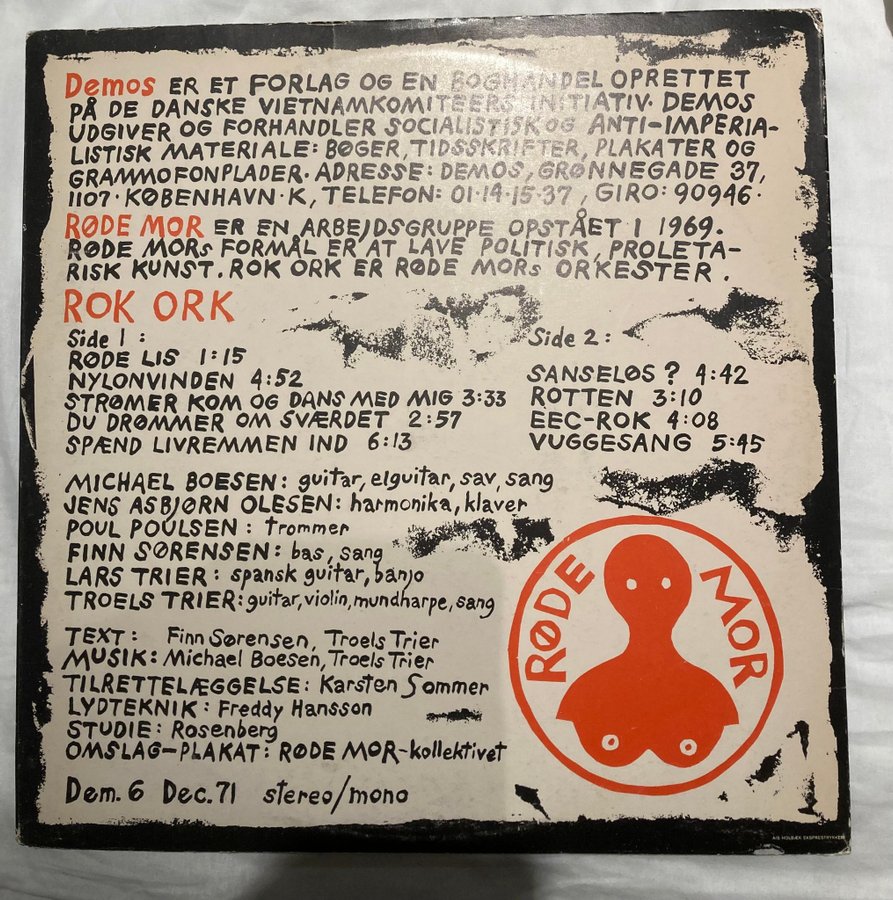 Demos ER ET FORLAG OG EN BOGHANDEL OPRETTET
PÅ DE DANSKE VIETNAMKOMITEERS INITIATIV. DEMOS
UDGIVER OG FORHANDLER SOCIALISTISK OG ANTI-IMPERIA-
LISTISK MATERIALE: BØGER, TIDSSKRIFTER, PLAKATER OG
GRAMMOFONPLADER. ADRESSE: DEMOS, GRØNNEGADE 37,
1107 · KØBENHAVN · K, TELEFON: 01·14·15·37, GIRO: 90946.
RØDE MOR ER EN ARBEJDSGRUPPE OPSTÅET I 1969.
RØDE MORs FORMÅL ER AT LAVE POLITISK, PROLETA-
RISK KUNST. ROK ORK ER RØDE MORs ORKESTER.
ROK ORK
Side 1:
RØDE LIS 1:15
NYLONVINDEN 4:52
STRØMER KOM OG DANS MED MIG 3:33
DU DRØMMER OM SVÆRDET 2:57
SPÆND LIVREMMEN IND 6:13
Side 2:
SANSELØS? 4:42
ROTTEN 3:10
EEC-ROK 4:08
VUGGESANG 5:45
MICHAEL BOESEN: guitar, elguitar, sav, sang
JENS ASBJØRN OLESEN: harmonika, klaver
POUL POULSEN: trommer
FINN SØRENSEN: bas, sang
LARS TRIER: spansk guitar, banjo
TROELS TRIER: guitar, violin, mundharpe, sang
TEXT: Finn Sørensen, Troels Trier
MUSIK: Michael Boesen, Troels Trier
TILRETTELÆGGELSE: Karsten Sommer
LYDTEKNIK: Freddy Hansson
STUDIE: Rosenberg
OMSLAG-PLAKAT: RØDE MOR-kollektivet
Dem. 6 Dec. 71 stereo/mono
RØDE MOR
A/S HOLBÆK EKSPRESTRYKKERI